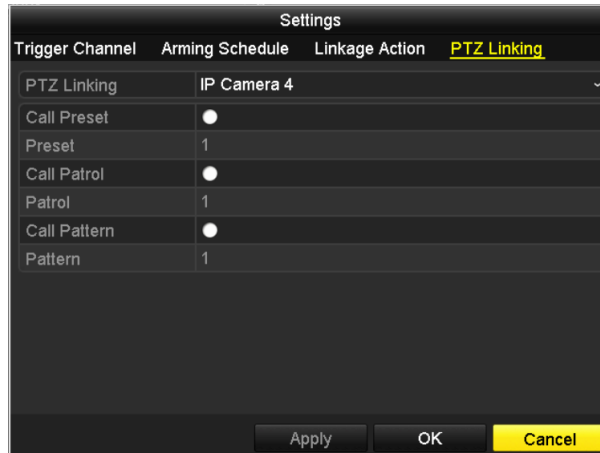 Settings
Trigger Channel Arming Schedule Linkage Action PTZ Linking
PTZ Linking IP Camera 4
Call Preset
Preset 1
Call Patrol
Patrol 1
Call Pattern
Pattern 1
Apply OK Cancel